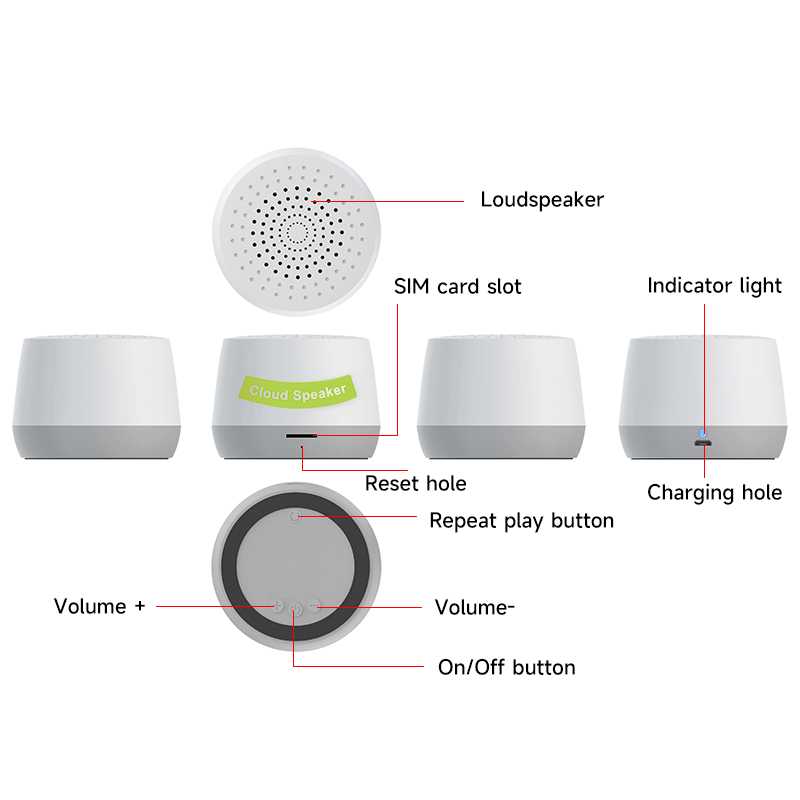 Loudspeaker
SIM card slot
Indicator light
Cloud Speaker
Reset hole
Charging hole
Repeat play button
Volume +
Volume-
On/Off button